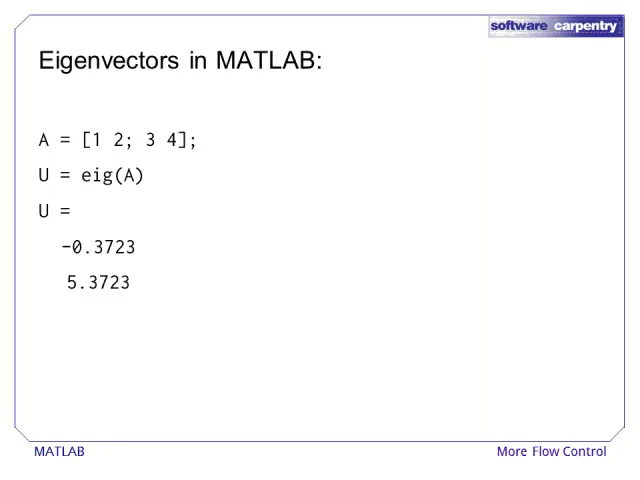 software carpentry
Eigenvectors in MATLAB:
A = [1 2; 3 4];
U = eig(A)
U =
-0.3723
5.3723
MATLAB
More Flow Control